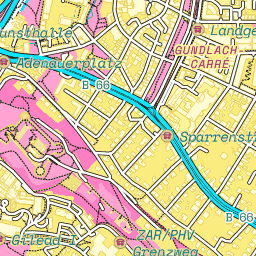 unsthalle
Landge
GUNDLACH
CARRÉ
Adenauerplatz
B 66
Sparrenst
B 66
Gilead I
ZAR/PHV
Grenzweg